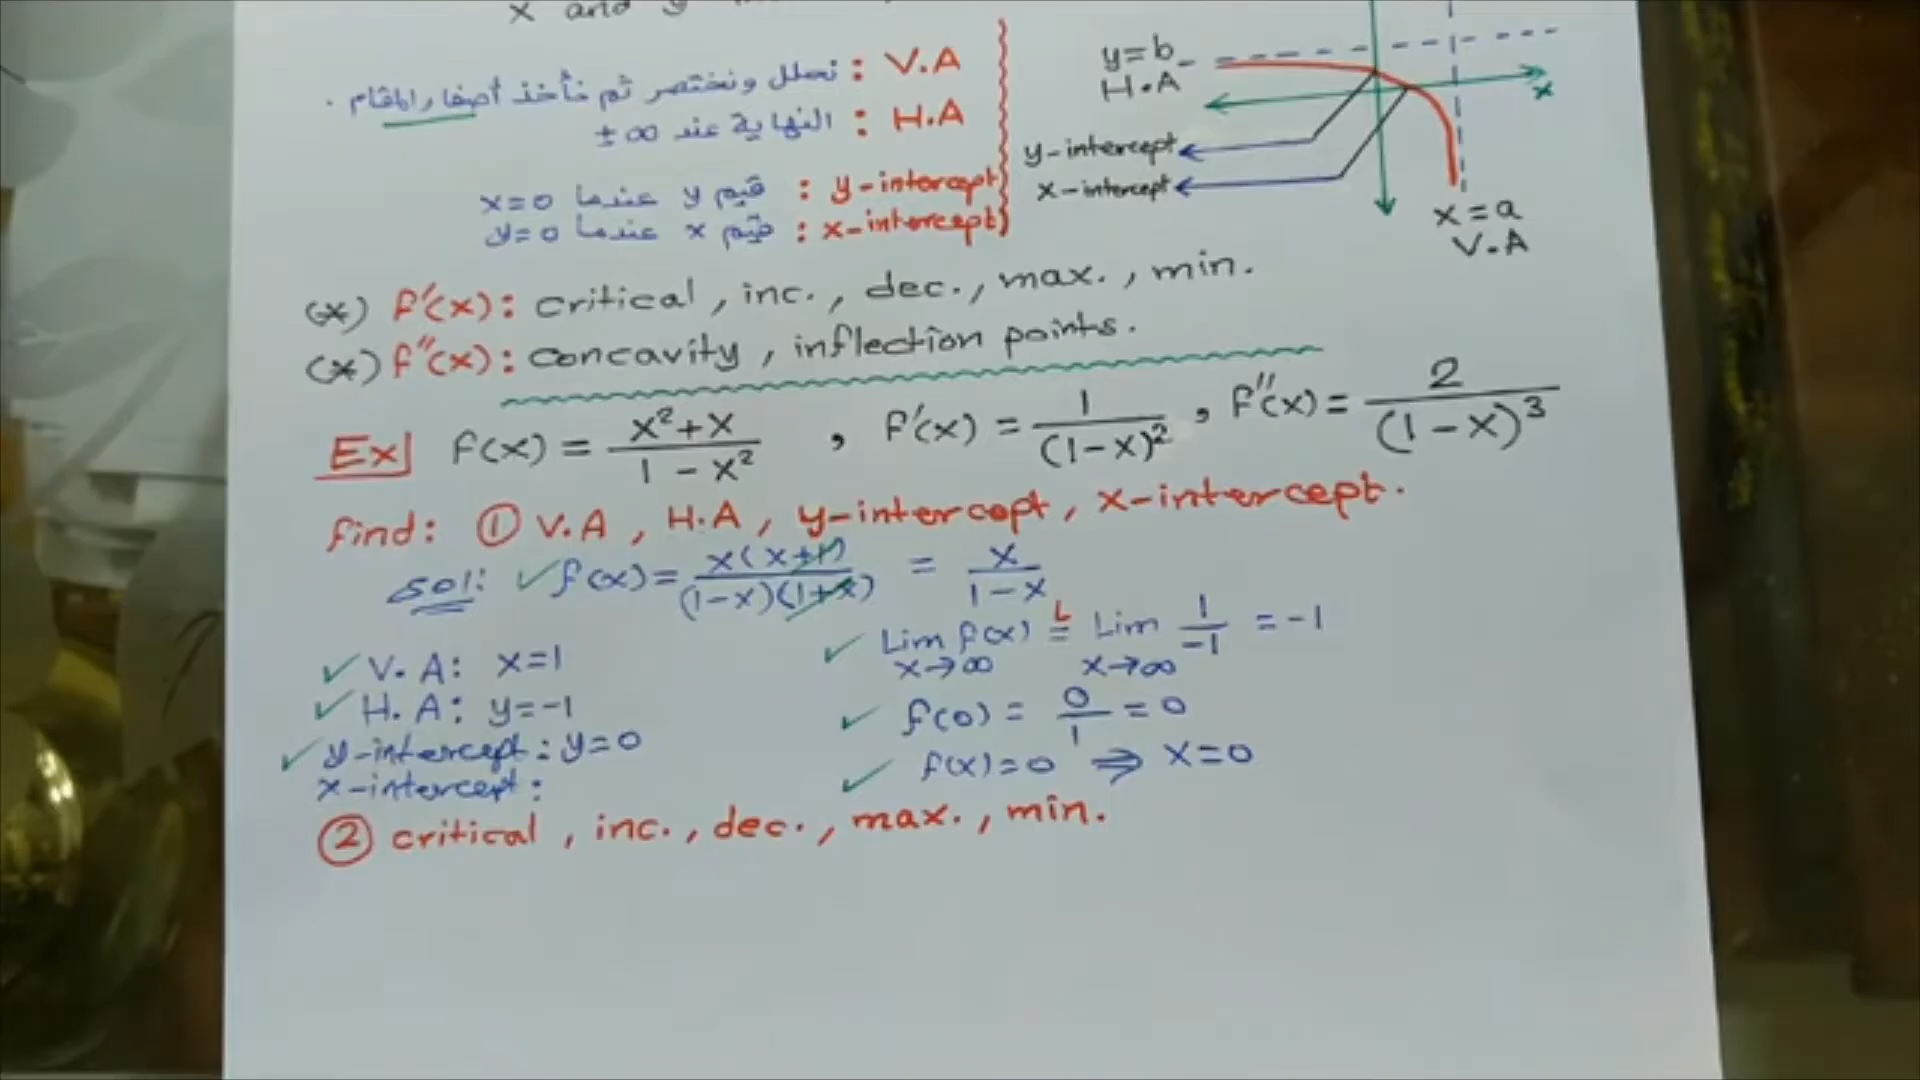 x and y
V.A : نحلل ونختصر ثم نأخذ أصفار المقام .
H.A : النهاية عند ±∞
y-intercept : قيم y عندما x=0
x-intercept : قيم x عندما y=0
y=b
H.A
x
y-intercept
x-intercept
x=a
V.A
(*) f'(x): critical, inc., dec., max., min.
(*) f''(x): concavity, inflection points.
Ex] f(x) = (x²+x)/(1-x²) , f'(x) = 1/(1-x)² , f''(x) = 2/(1-x)³
find: ① V.A, H.A, y-intercept, x-intercept.
sol: ✓ f(x) = x(x+1)/((1-x)(1+x)) = x/(1-x)
✓ V.A: x=1
✓ Lim x→∞ f(x) =ᴸ Lim x→∞ 1/-1 = -1
✓ H.A: y=-1
✓ f(0) = 0/1 = 0
✓ y-intercept: y=0
✓ f(x)=0 ⇒ x=0
x-intercept:
② critical, inc., dec., max., min.